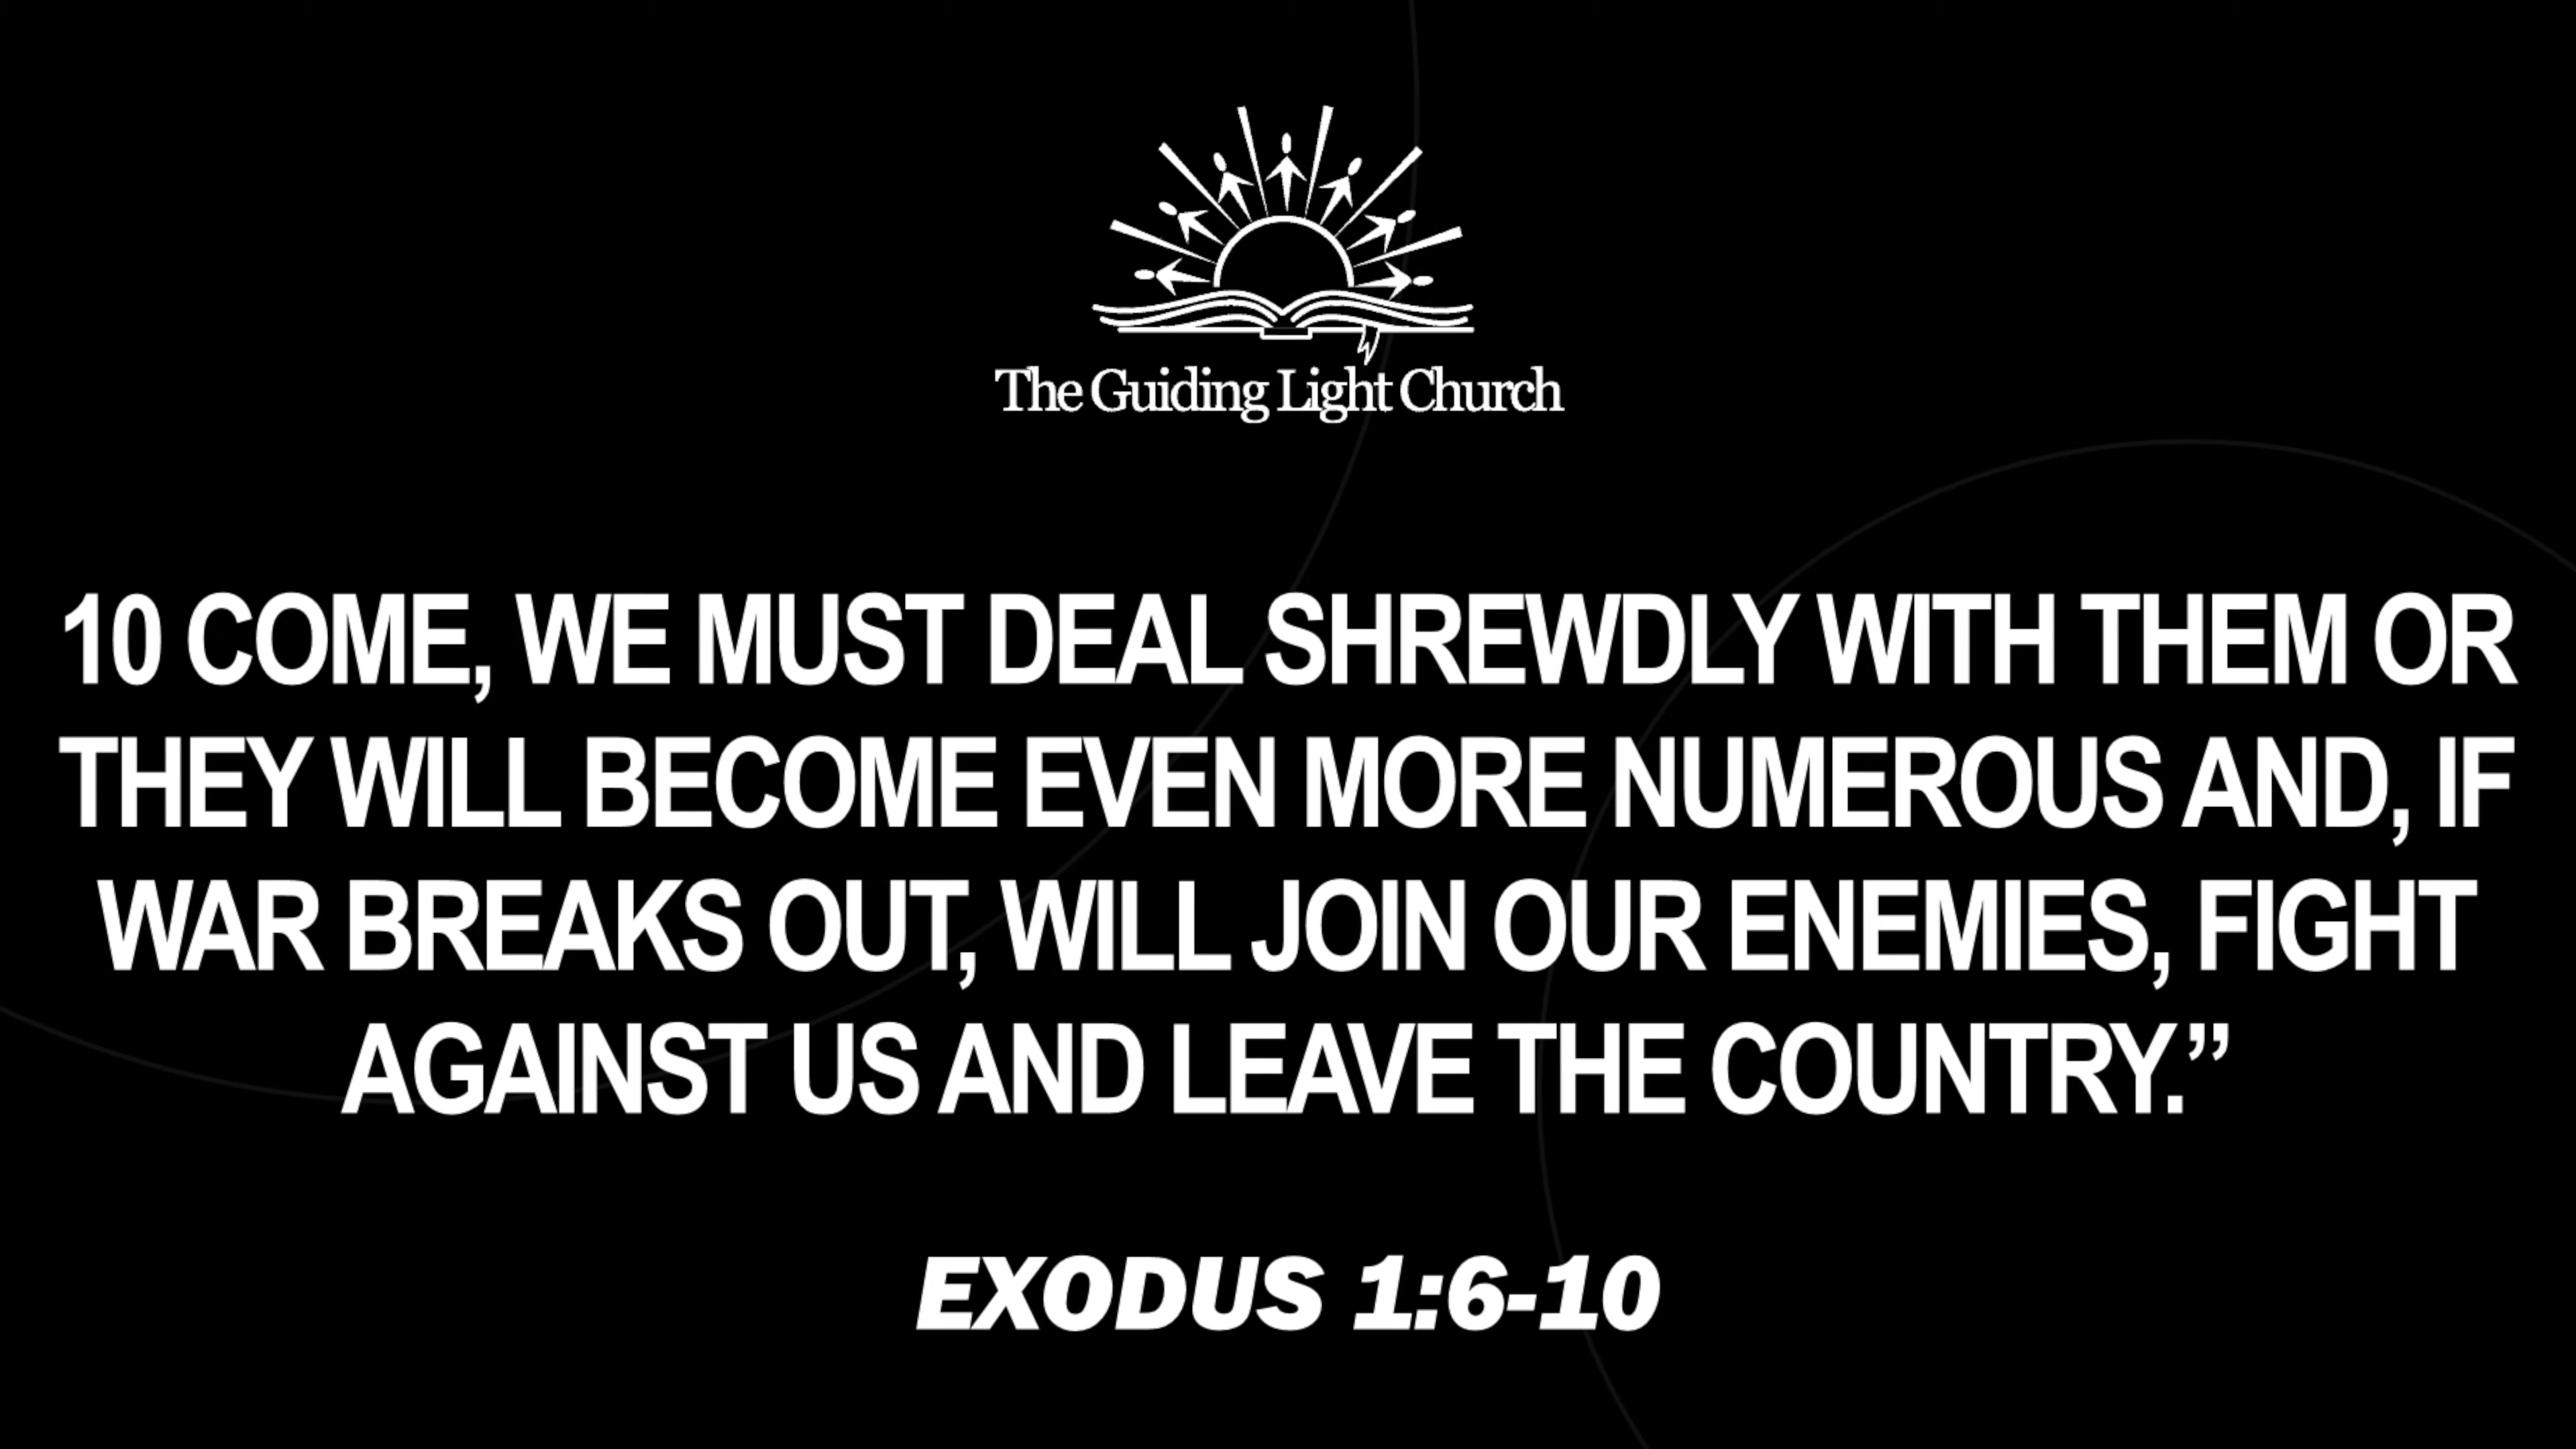 The Guiding Light Church
10 COME, WE MUST DEAL SHREWDLY WITH THEM OR
THEY WILL BECOME EVEN MORE NUMEROUS AND, IF
WAR BREAKS OUT, WILL JOIN OUR ENEMIES, FIGHT
AGAINST US AND LEAVE THE COUNTRY.”
EXODUS 1:6-10